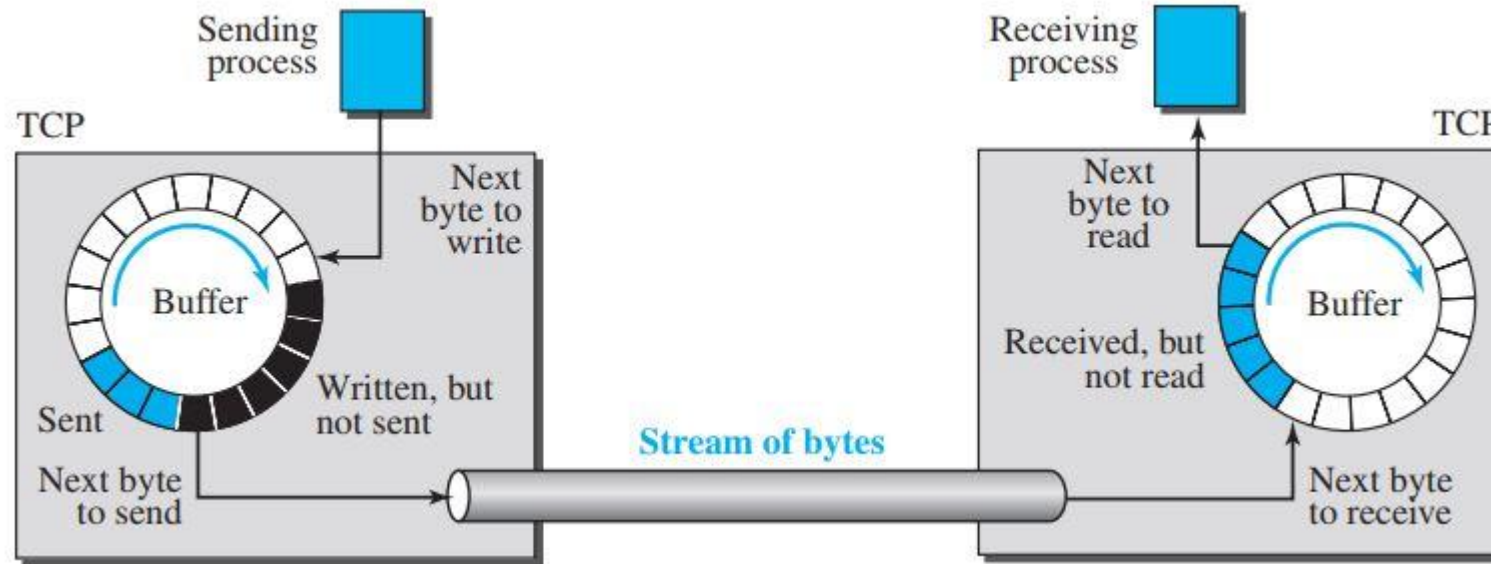 Sending
process
Receiving
process
TCP
TCP
Next
byte to
write
Next
byte to
read
Buffer
Buffer
Received, but
not read
Written, but
not sent
Sent
Stream of bytes
Next byte
to send
Next byte
to receive